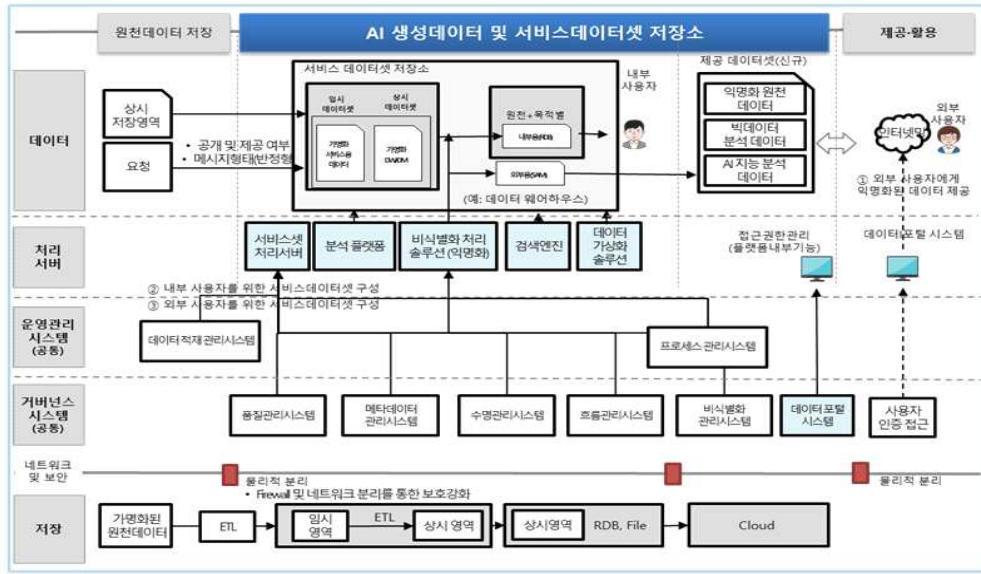 원천데이터 저장
AI 생성데이터 및 서비스데이터셋 저장소
제공·활용
데이터
상시
저장영역
요청
• 공개 및 제공 여부
• 메시지형태(반정형)
서비스 데이터셋 저장소
임시
데이터셋
상시
데이터셋
가명화
서비스용
데이터
가명화
DW/DM
원천+목적별
내부용(RDB)
외부용(SAM)
(예: 데이터 웨어하우스)
내부
사용자
제공 데이터셋(신규)
익명화 원천
데이터
빅데이터
분석 데이터
AI 지능 분석
데이터
인터넷망
외부
사용자
① 외부 사용자에게
익명화된 데이터 제공
처리
서버
서비스셋
처리서버
분석 플랫폼
비식별화 처리
솔루션 (익명화)
검색엔진
데이터
가상화
솔루션
접근권한관리
(플랫폼내부기능)
데이터포털 시스템
② 내부 사용자를 위한 서비스데이터셋 구성
③ 외부 사용자를 위한 서비스데이터셋 구성
운영관리
시스템
(공통)
데이터 적재 관리시스템
프로세스 관리시스템
거버넌스
시스템
(공통)
품질관리시스템
메타데이터
관리시스템
수명관리시스템
흐름관리시스템
비식별화
관리시스템
데이터 포털
시스템
사용자
인증 접근
네트워크
및 보안
물리적 분리
• Firewall 및 네트워크 분리를 통한 보호강화
물리적 분리
저장
가명화된
원천데이터
ETL
임시
영역
ETL
상시 영역
상시영역
RDB, File
Cloud